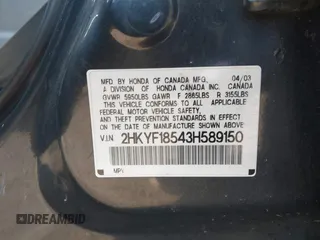 MFD BY HONDA OF CANADA MFG., 04/03
A DIVISION OF HONDA CANADA INC., CANADA
GVWR 5950LBS GAWR F 2865LBS R 3155LBS
THIS VEHICLE CONFORMS TO ALL APPLICABLE
FEDERAL MOTOR VEHICLE SAFETY AND
THEFT PREVENTION STANDARDS IN EFFECT ON
THE DATE OF MANUFACTURE SHOWN ABOVE.
V.I.N. 2HKYF18543H589150
MPV
DREAMBID